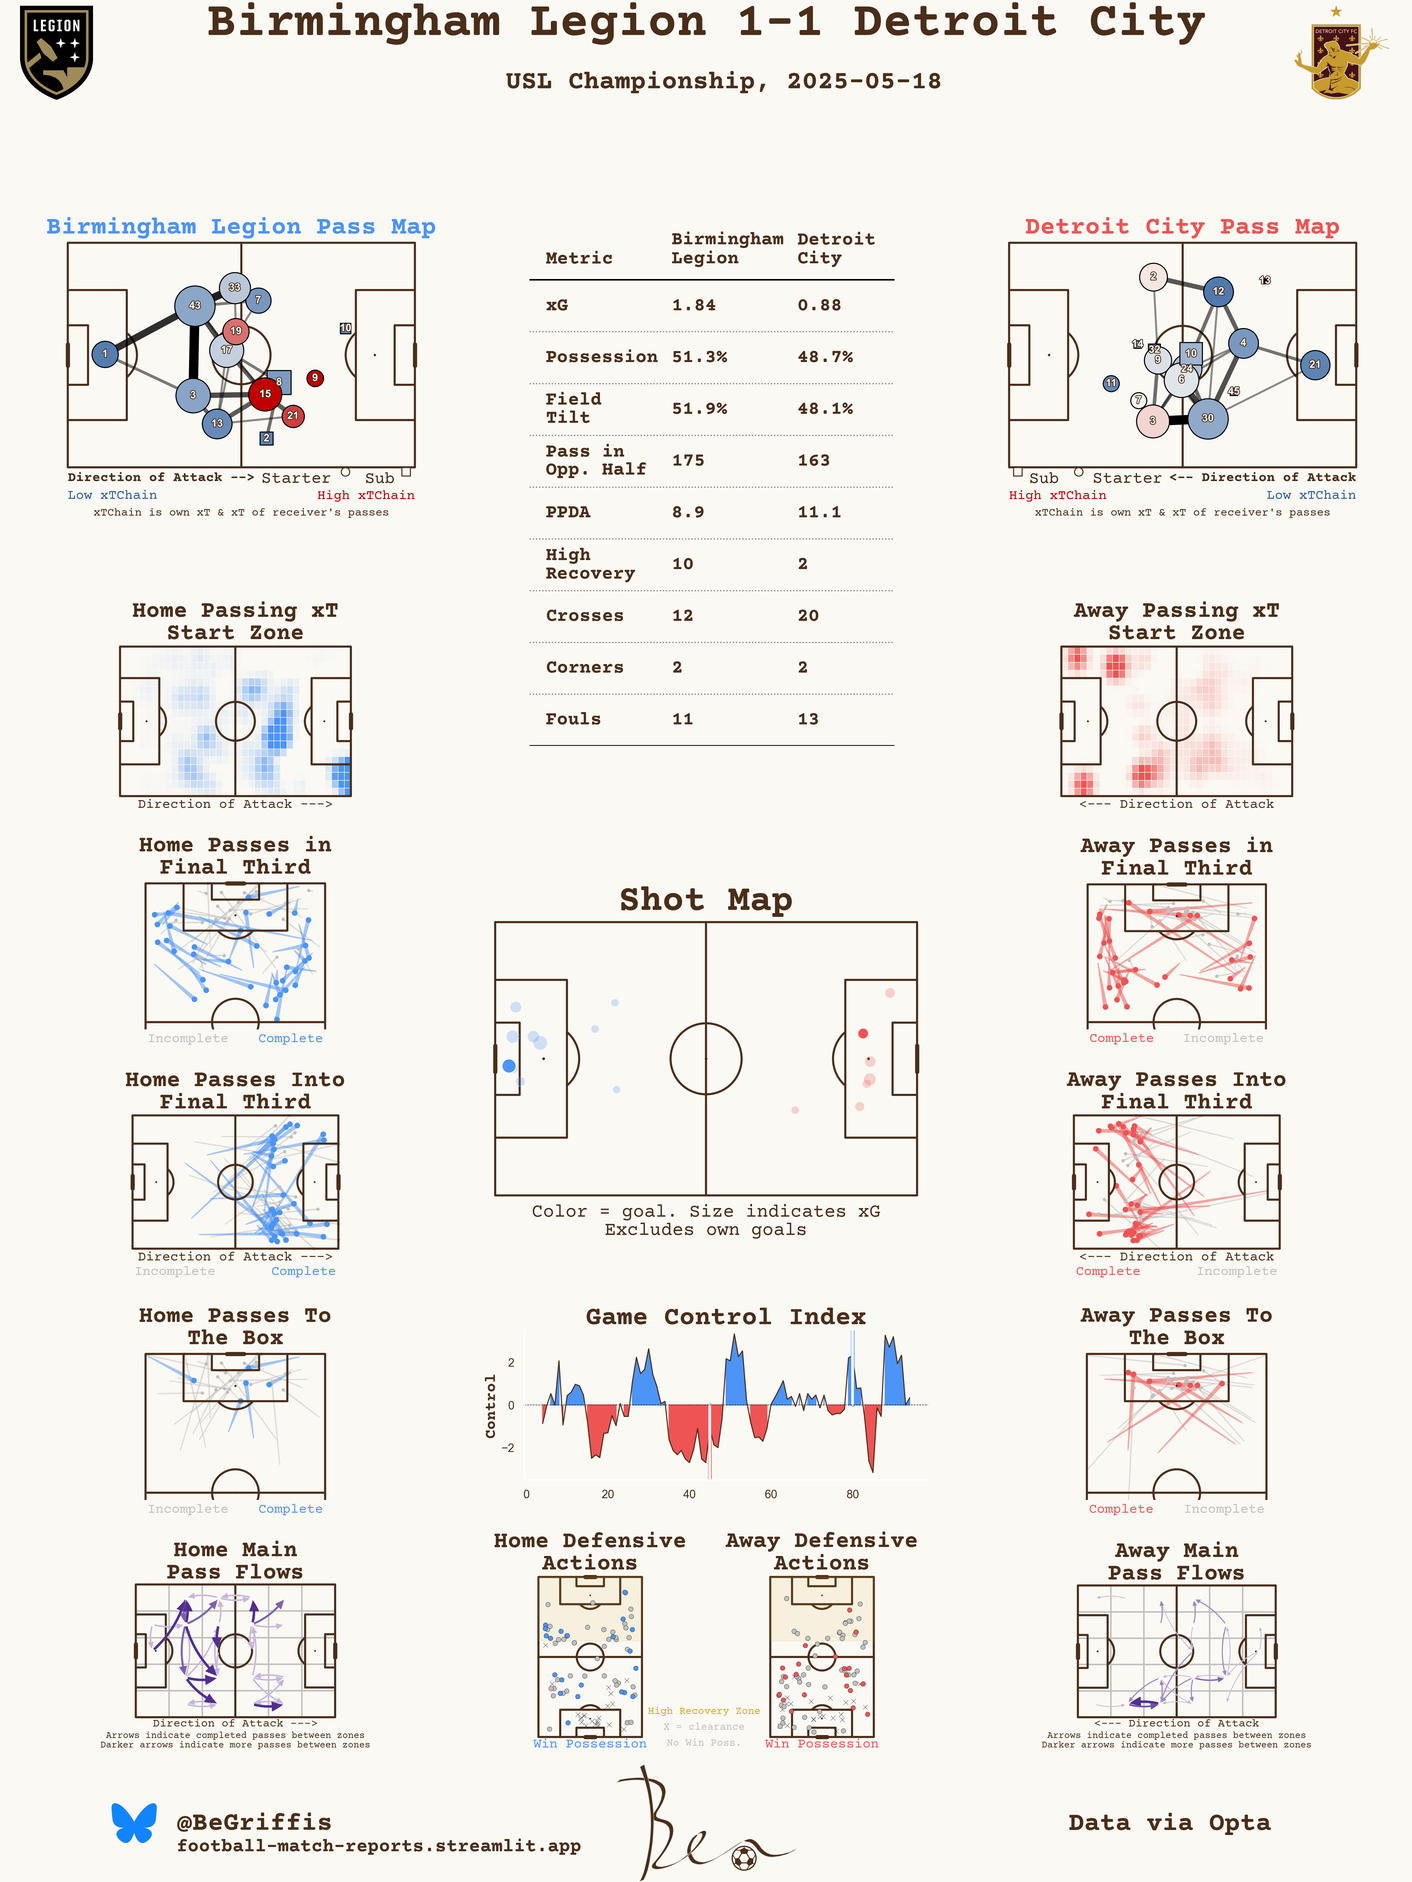 Birmingham Legion 1-1 Detroit City
USL Championship, 2025-05-18
LEGION
DETROIT CITY FC
Birmingham Legion Pass Map
43
33
7
19
17
1
10
8
9
15
3
21
13
2
Direction of Attack --> Starter Sub
Low xTChain High xTChain
xTChain is own xT & xT of receiver's passes
Metric Birmingham Legion Detroit City
xG 1.84 0.88
Possession 51.3% 48.7%
Field Tilt 51.9% 48.1%
Pass in Opp. Half 175 163
PPDA 8.9 11.1
High Recovery 10 2
Crosses 12 20
Corners 2 2
Fouls 11 13
Detroit City Pass Map
2
13
12
14
32
10
4
9
24
21
6
11
45
7
3
30
Sub Starter <-- Direction of Attack
High xTChain Low xTChain
xTChain is own xT & xT of receiver's passes
Home Passing xT
Start Zone
Direction of Attack --->
Away Passing xT
Start Zone
<--- Direction of Attack
Home Passes in
Final Third
Incomplete Complete
Away Passes in
Final Third
Complete Incomplete
Shot Map
Color = goal. Size indicates xG
Excludes own goals
Home Passes Into
Final Third
Direction of Attack --->
Incomplete Complete
Away Passes Into
Final Third
<--- Direction of Attack
Complete Incomplete
Home Passes To
The Box
Incomplete Complete
Game Control Index
Control
2
0
−2
0 20 40 60 80
Away Passes To
The Box
Complete Incomplete
Home Main
Pass Flows
Direction of Attack --->
Arrows indicate completed passes between zones
Darker arrows indicate more passes between zones
Home Defensive
Actions
Win Possession
High Recovery Zone
X = clearance
No Win Poss.
Away Defensive
Actions
Win Possession
Away Main
Pass Flows
<--- Direction of Attack
Arrows indicate completed passes between zones
Darker arrows indicate more passes between zones
@BeGriffis
football-match-reports.streamlit.app
Ben
Data via Opta